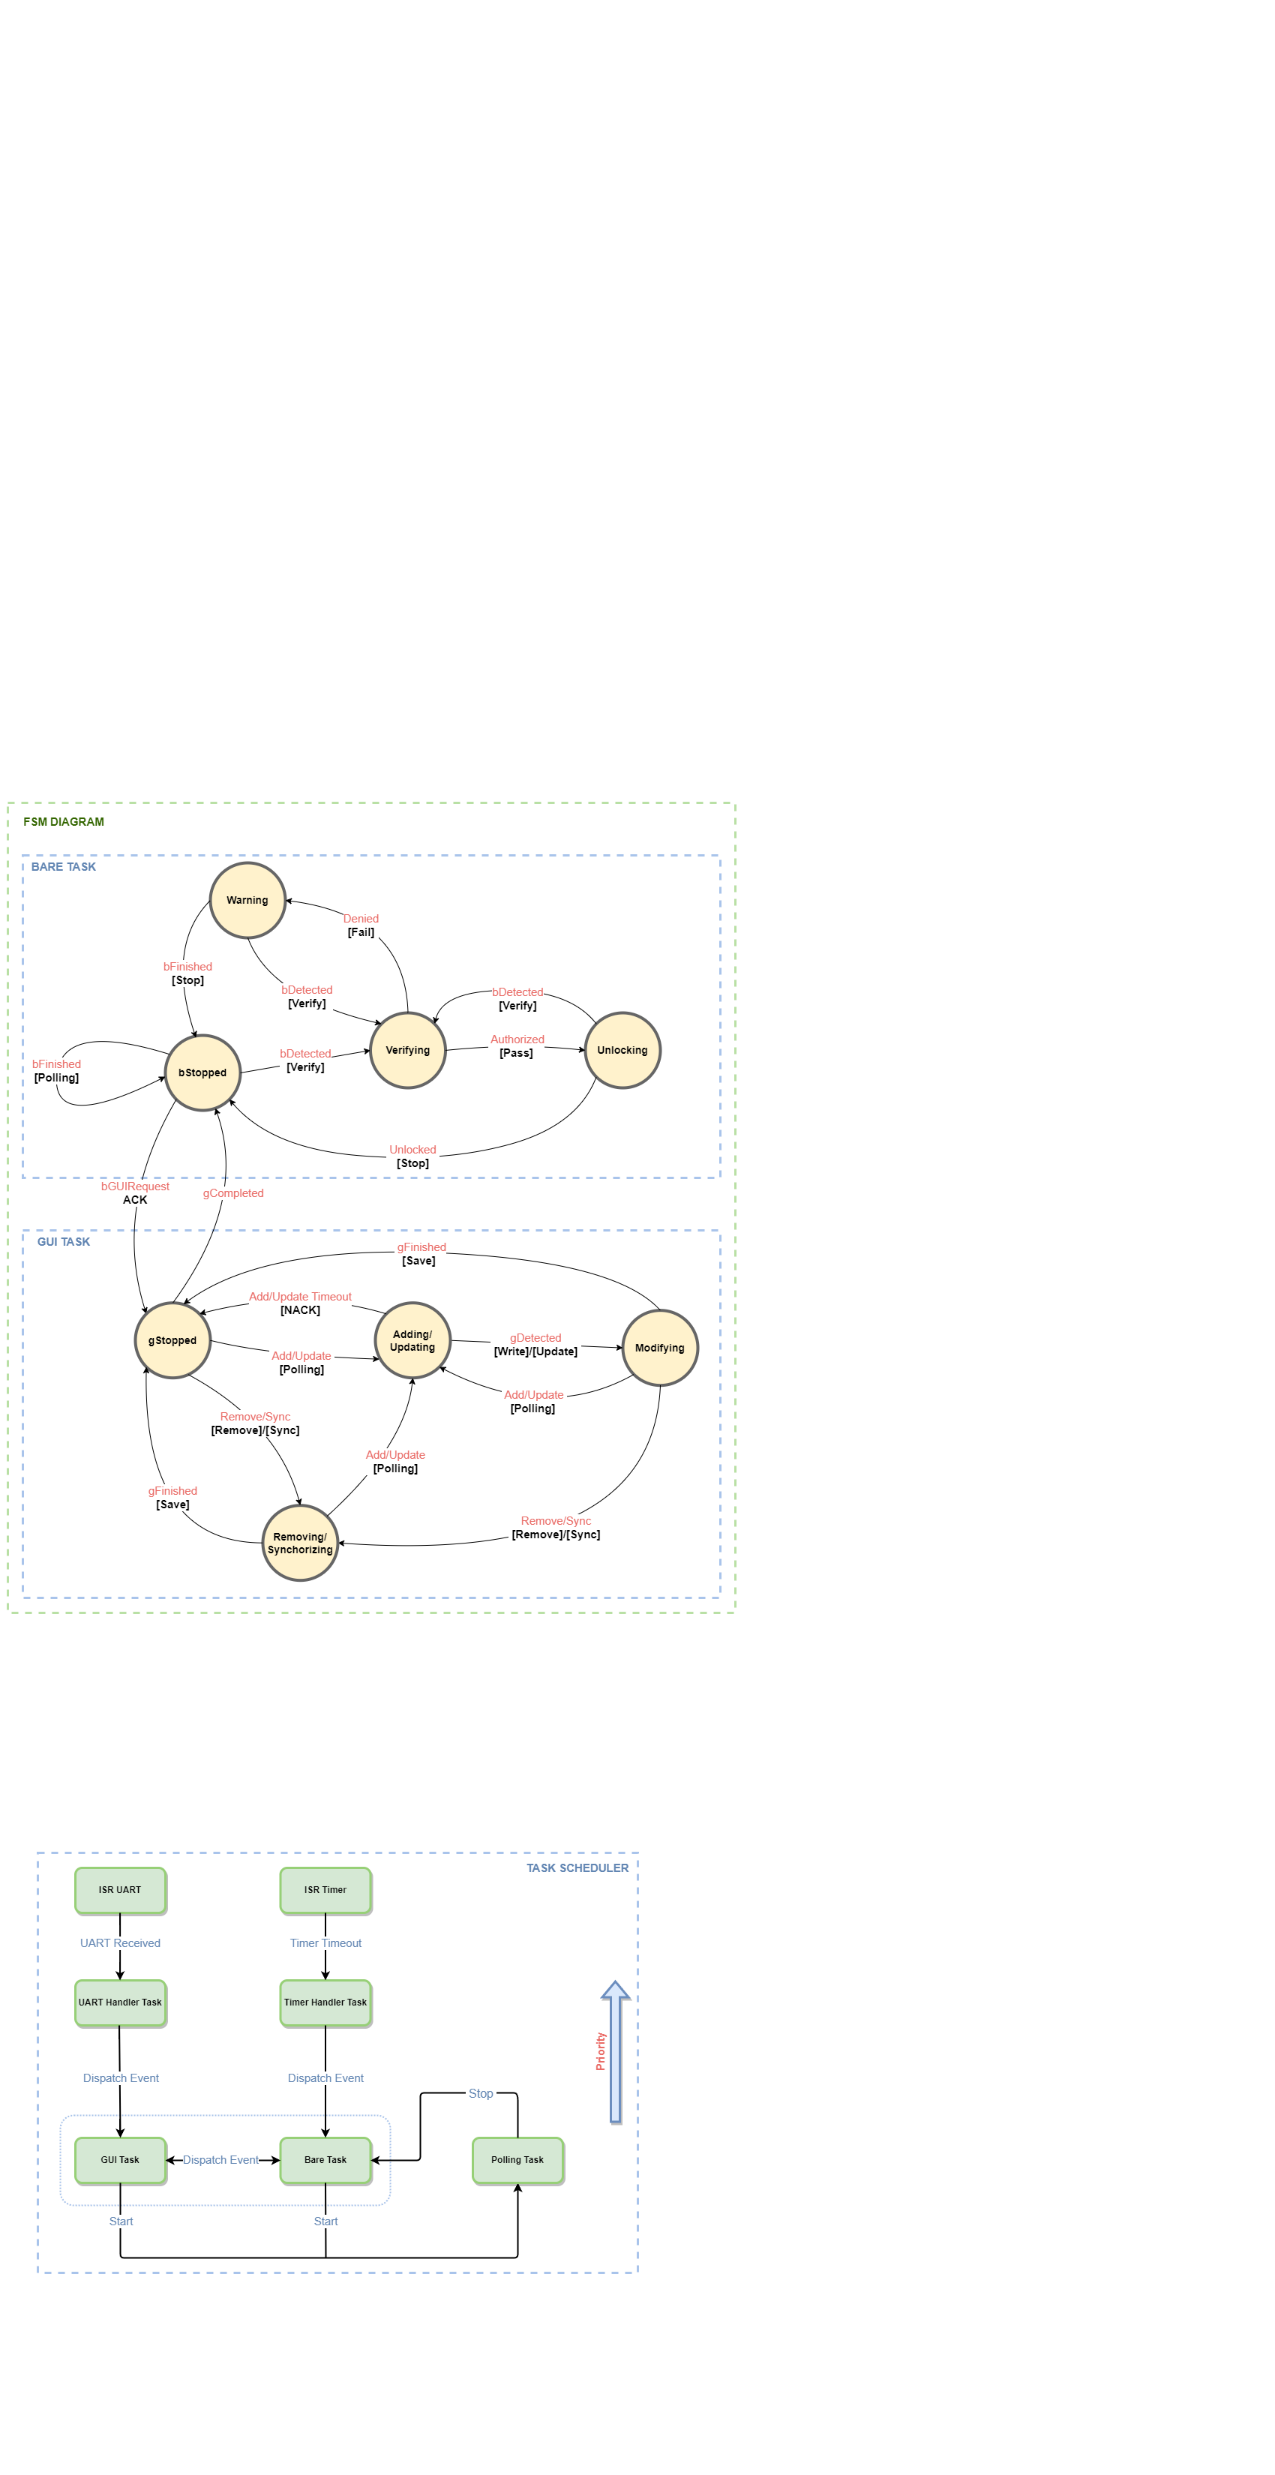 FSM DIAGRAM
BARE TASK
Warning
Denied
[Fail]
bFinished
[Stop]
bDetected
[Verify]
bDetected
[Verify]
Authorized
[Pass]
bDetected
[Verify]
Verifying
Unlocking
bFinished
[Polling]
bStopped
Unlocked
[Stop]
bGUIRequest
ACK
gCompleted
GUI TASK
gFinished
[Save]
Add/Update Timeout
[NACK]
gStopped
Adding/
Updating
gDetected
[Write]/[Update]
Modifying
Add/Update
[Polling]
Add/Update
[Polling]
Remove/Sync
[Remove]/[Sync]
Add/Update
[Polling]
gFinished
[Save]
Remove/Sync
[Remove]/[Sync]
Removing/
Synchorizing
TASK SCHEDULER
ISR UART
ISR Timer
UART Received
Timer Timeout
UART Handler Task
Timer Handler Task
Priority
Dispatch Event
Dispatch Event
Stop
GUI Task
Dispatch Event
Bare Task
Polling Task
Start
Start